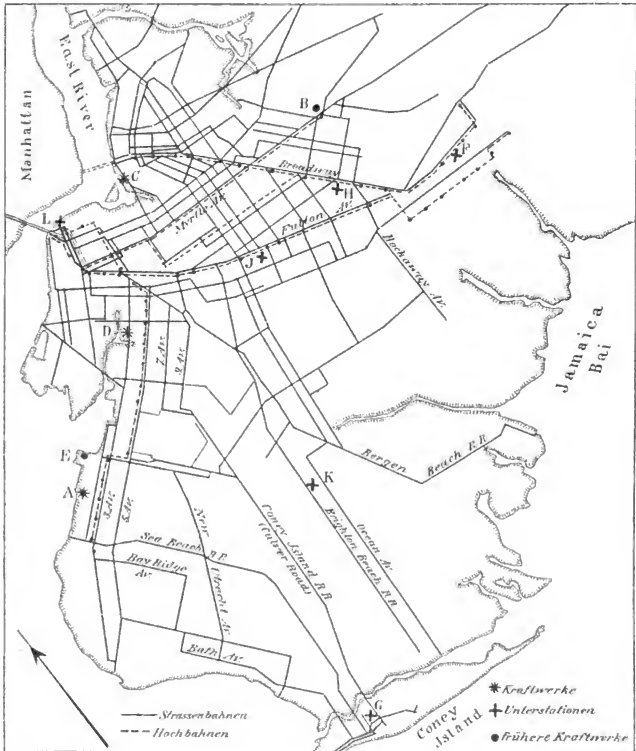 Manhattan
East River
B
Broadway
P
C
H
Myrtle Av.
Fulton Av.
L
J
Rockaway Av.
D
7. Av.
9. Av.
Jamaica Bai
E
Bergen Beach R.R.
A
3. Av.
5. Av.
K
New Utrecht Av.
Sea Beach R.R.
Coney Island R.R.
(Culver Road)
Ocean Av.
Brighton Beach R.R.
Bay Ridge Av.
Bath Av.
G
Coney Island
Strassenbahnen
Hochbahnen
Kraftwerke
Unterstationen
frühere Kraftwerke